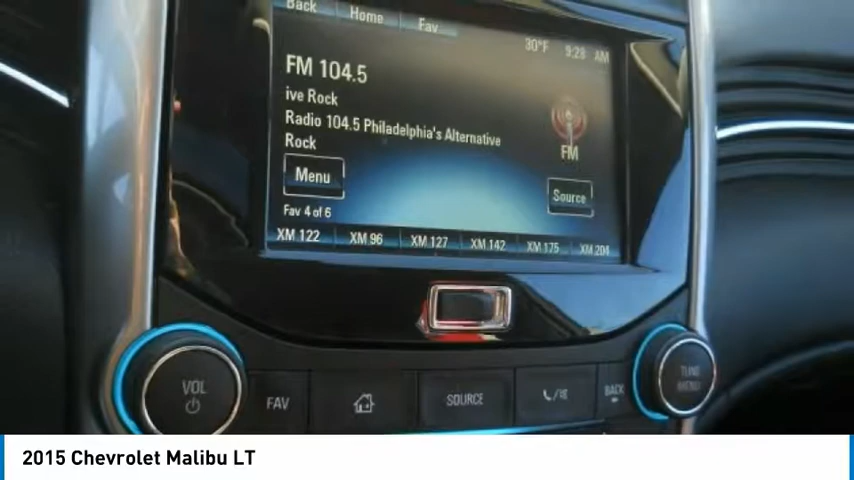 Back Home Fav
30°F 9:28 AM
FM 104.5
ive Rock
Radio 104.5 Philadelphia's Alternative
Rock
FM
Menu
Source
Fav 4 of 6
XM 122 XM 96 XM 127 XM 142 XM 175 XM 204
VOL
FAV
SOURCE
BACK
TUNE
MENU
2015 Chevrolet Malibu LT